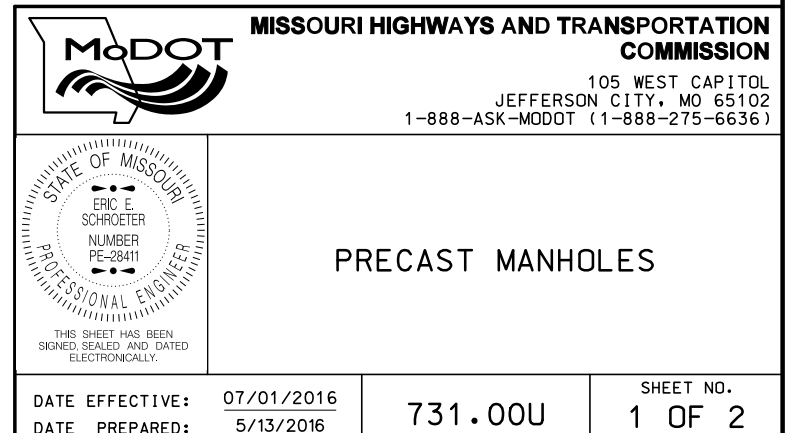 MoDOT
MISSOURI HIGHWAYS AND TRANSPORTATION
COMMISSION
105 WEST CAPITOL
JEFFERSON CITY, MO 65102
1-888-ASK-MODOT (1-888-275-6636)
STATE OF MISSOURI
ERIC E.
SCHROETER
NUMBER
PE-28411
PROFESSIONAL ENGINEER
THIS SHEET HAS BEEN
SIGNED, SEALED AND DATED
ELECTRONICALLY.
PRECAST MANHOLES
DATE EFFECTIVE: 07/01/2016
DATE PREPARED: 5/13/2016
731.00U
SHEET NO.
1 OF 2